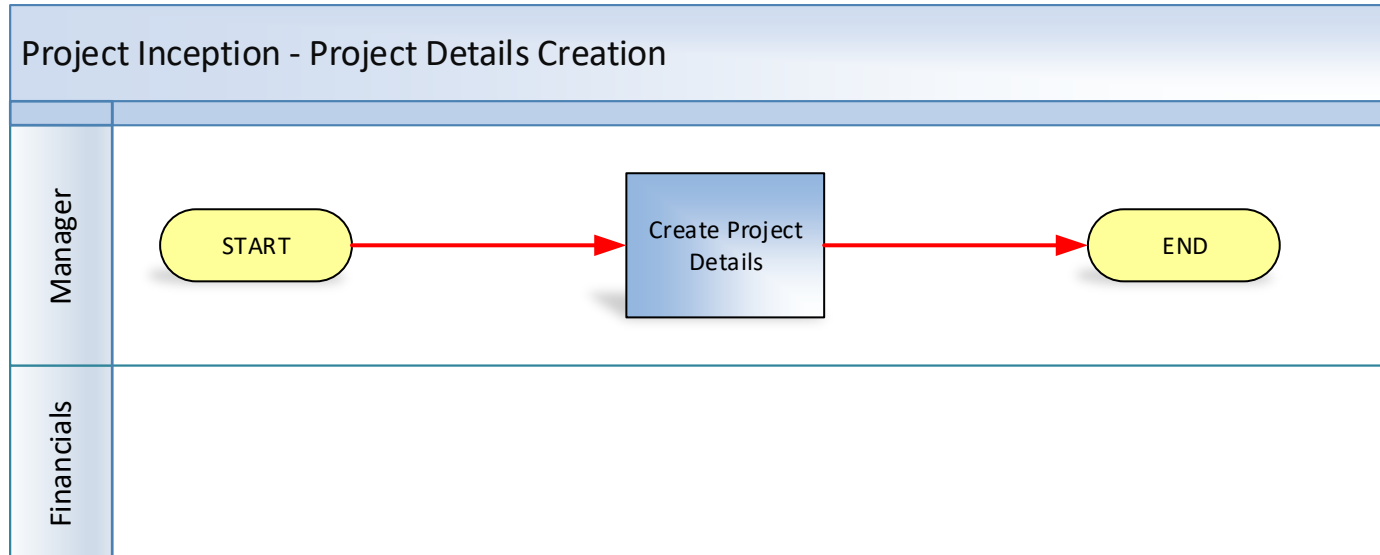 Project Inception - Project Details Creation
Manager
START
Create Project
Details
END
Financials